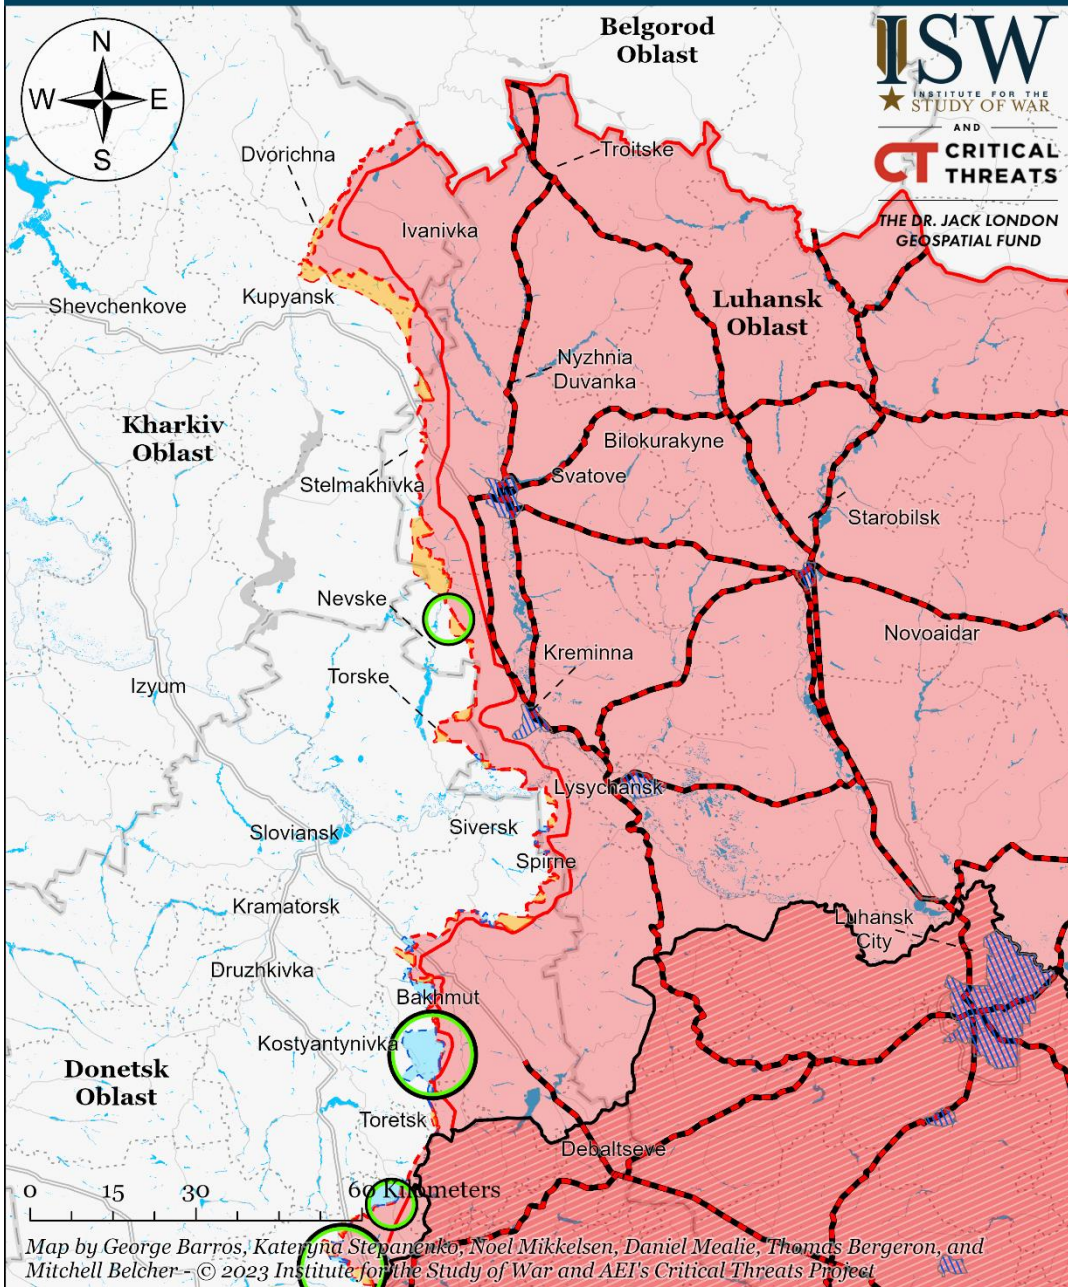 Belgorod
Oblast
ISW
INSTITUTE FOR THE
STUDY OF WAR
AND
CT CRITICAL
THREATS
THE DR. JACK LONDON
GEOSPATIAL FUND
N
W E
S
Dvorichna
Troitske
Ivanivka
Shevchenkove
Kupyansk
Luhansk
Oblast
Nyzhnia
Duvanka
Kharkiv
Oblast
Bilokurakyne
Stelmakhivka
Svatove
Starobilsk
Nevske
Novoaidar
Kreminna
Torske
Izyum
Lysychansk
Sloviansk
Siversk
Spirne
Kramatorsk
Luhansk
City
Druzhkivka
Bakhmut
Kostyantynivka
Donetsk
Oblast
Toretsk
Debaltseve
0 15 30 60 Kilometers
Map by George Barros, Kateryna Stepanenko, Noel Mikkelsen, Daniel Mealie, Thomas Bergeron, and
Mitchell Belcher - © 2023 Institute for the Study of War and AEI's Critical Threats Project